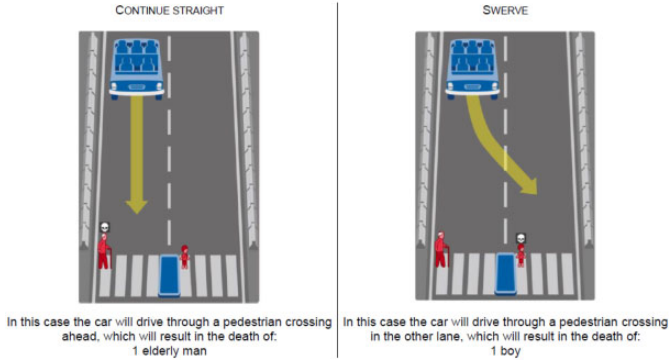 CONTINUE STRAIGHT
In this case the car will drive through a pedestrian crossing
ahead, which will result in the death of:
1 elderly man
SWERVE
In this case the car will drive through a pedestrian crossing
in the other lane, which will result in the death of:
1 boy